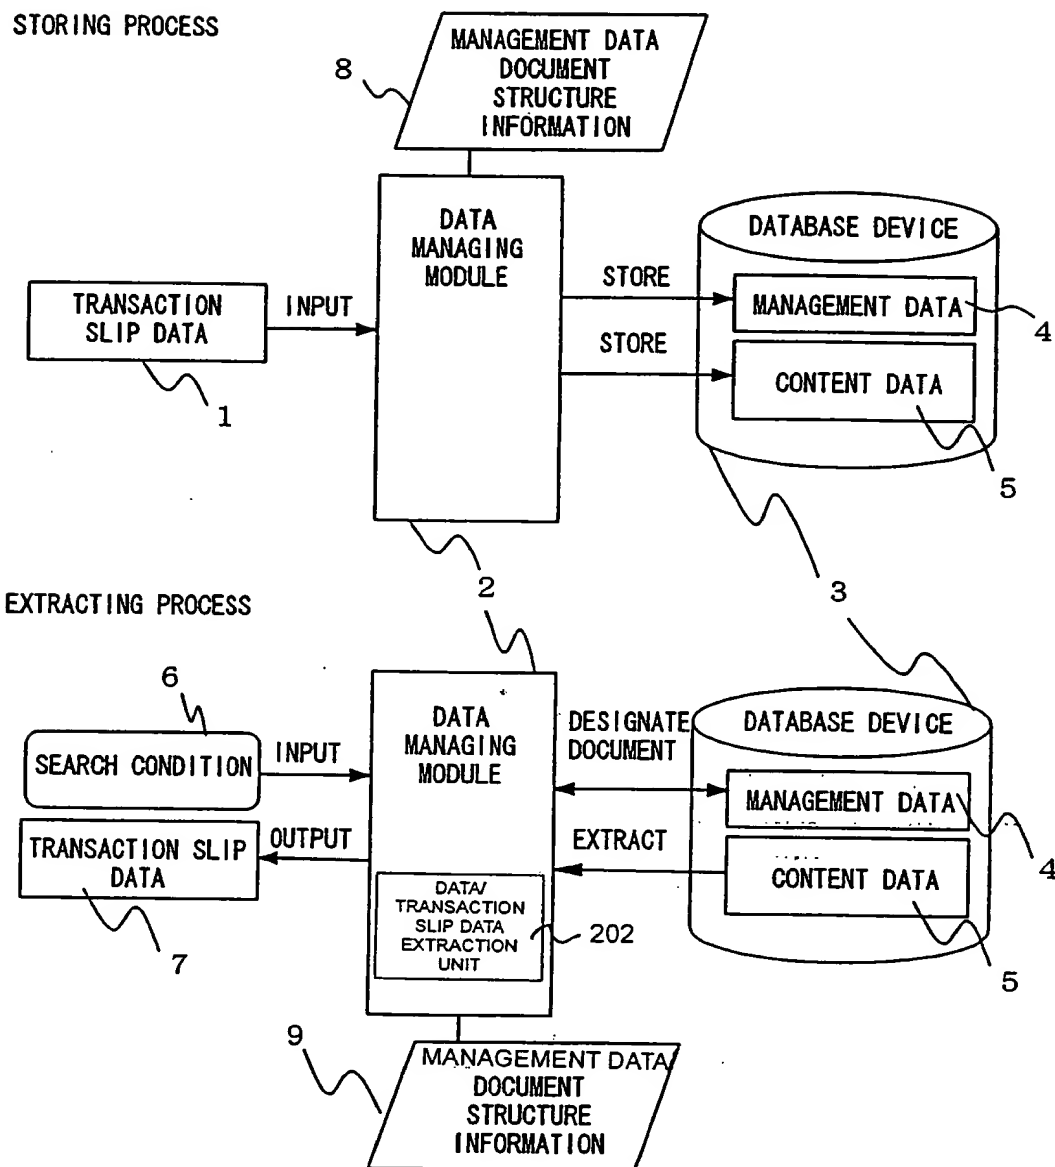 STORING PROCESS
8
MANAGEMENT DATA
DOCUMENT
STRUCTURE
INFORMATION
DATA
MANAGING
MODULE
DATABASE DEVICE
TRANSACTION
SLIP DATA
INPUT
STORE
MANAGEMENT DATA
4
STORE
CONTENT DATA
1
5
2
3
EXTRACTING PROCESS
6
SEARCH CONDITION
INPUT
DATA
MANAGING
MODULE
DESIGNATE
DOCUMENT
DATABASE DEVICE
MANAGEMENT DATA
4
TRANSACTION SLIP
DATA
OUTPUT
EXTRACT
CONTENT DATA
7
DATA/
TRANSACTION
SLIP DATA
EXTRACTION
UNIT
202
5
9
MANAGEMENT DATA
DOCUMENT
STRUCTURE
INFORMATION